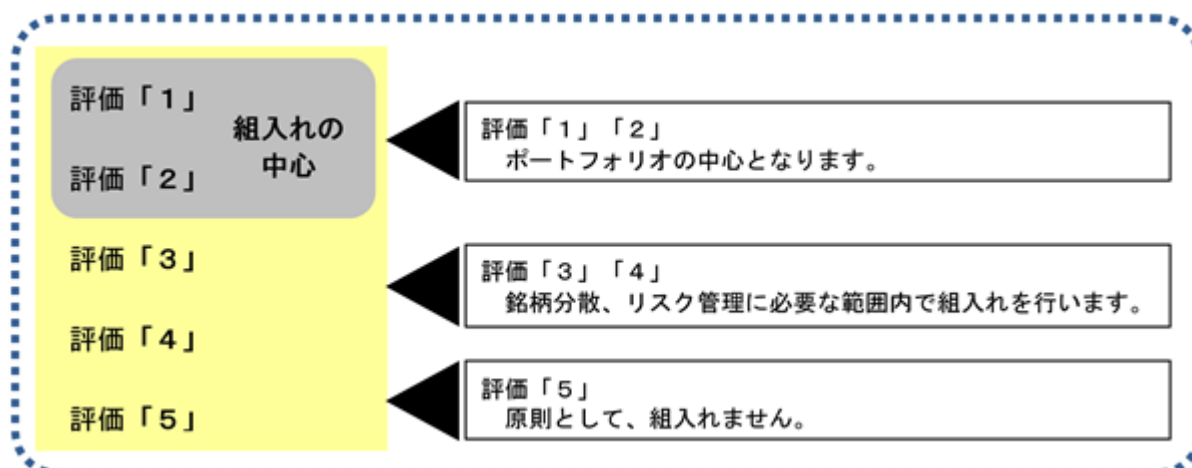 評価「１」
組入れの
中心
評価「２」
評価「３」
評価「４」
評価「５」
評価「１」「２」
ポートフォリオの中心となります。
評価「３」「４」
銘柄分散、リスク管理に必要な範囲内で組入れを行います。
評価「５」
原則として、組入れません。